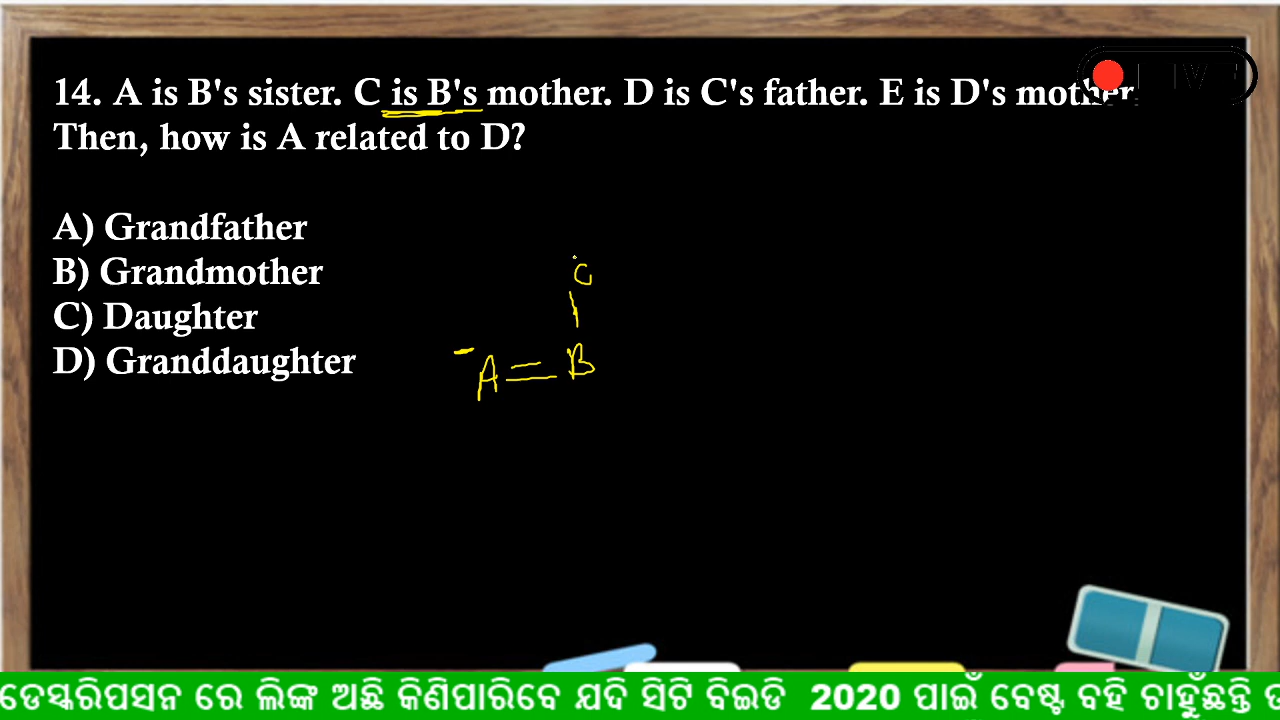 14. A is B's sister. C is B's mother. D is C's father. E is D's mother.
Then, how is A related to D?
A) Grandfather
B) Grandmother
C) Daughter
D) Granddaughter
C
- A = B
ଡେସ୍କରିପସନ ରେ ଲିଙ୍କ ଅଛି କିଣିପାରିବେ ଯଦି ସିଟି ବିଇଡି 2020 ପାଇଁ ବେଷ୍ଟ ବହି ଚାହୁଁଛନ୍ତି